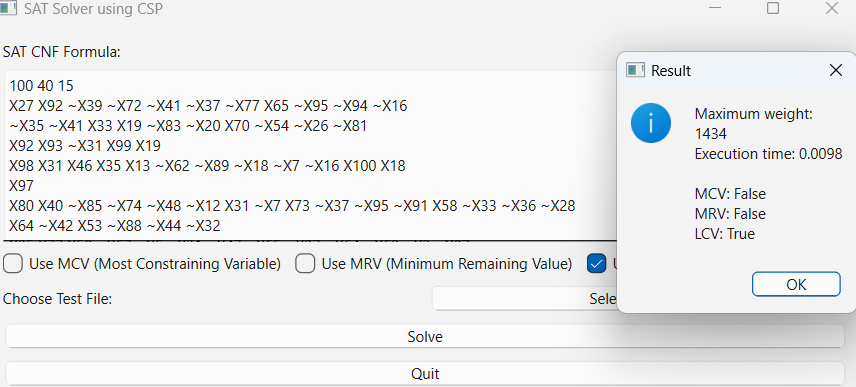 SAT Solver using CSP
SAT CNF Formula:
100 40 15
X27 X92 ~X39 ~X72 ~X41 ~X37 ~X77 X65 ~X95 ~X94 ~X16
~X35 ~X41 X33 X19 ~X83 ~X20 X70 ~X54 ~X26 ~X81
X92 X93 ~X31 X99 X19
X98 X31 X46 X35 X13 ~X62 ~X89 ~X18 ~X7 ~X16 X100 X18
X97
X80 X40 ~X85 ~X74 ~X48 ~X12 X31 ~X7 X73 ~X37 ~X95 ~X91 X58 ~X33 ~X36 ~X28
X64 ~X42 X53 ~X88 ~X44 ~X32
Use MCV (Most Constraining Variable) Use MRV (Minimum Remaining Value)
Choose Test File:
Solve
Quit
Result
Maximum weight:
1434
Execution time: 0.0098
MCV: False
MRV: False
LCV: True
OK